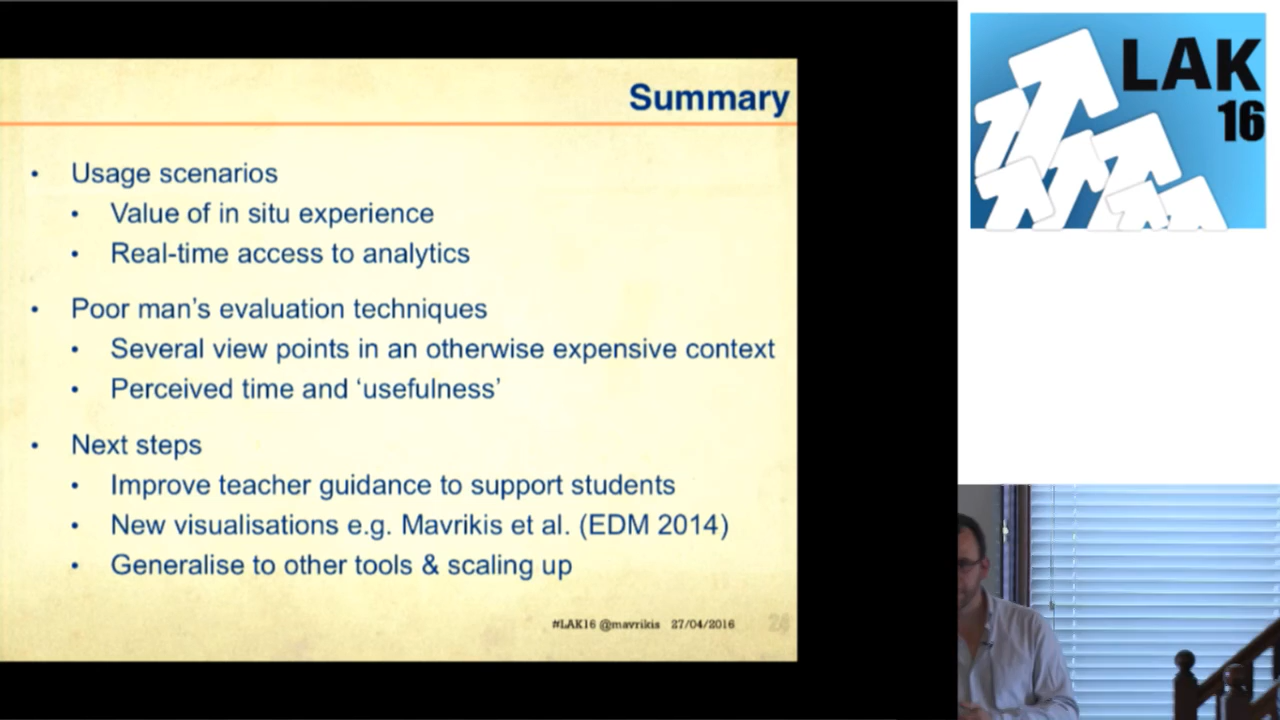 Summary
• Usage scenarios
• Value of in situ experience
• Real-time access to analytics
• Poor man's evaluation techniques
• Several view points in an otherwise expensive context
• Perceived time and ‘usefulness’
• Next steps
• Improve teacher guidance to support students
• New visualisations e.g. Mavrikis et al. (EDM 2014)
• Generalise to other tools & scaling up
#LAK16 @mavrikis 27/04/2016 24
LAK
16